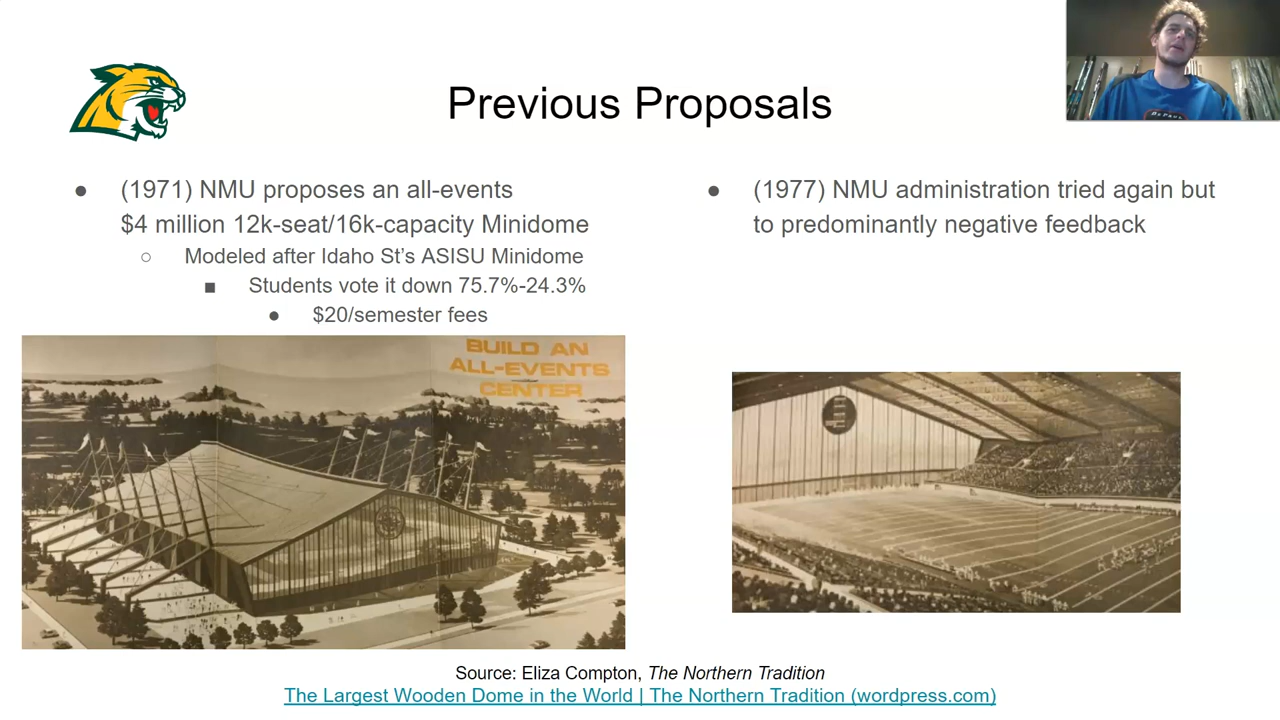 Previous Proposals
● (1971) NMU proposes an all-events
$4 million 12k-seat/16k-capacity Minidome
○ Modeled after Idaho St's ASISU Minidome
■ Students vote it down 75.7%-24.3%
● $20/semester fees
● (1977) NMU administration tried again but
to predominantly negative feedback
BUILD AN
ALL-EVENTS
CENTER
Source: Eliza Compton, The Northern Tradition
The Largest Wooden Dome in the World | The Northern Tradition (wordpress.com)